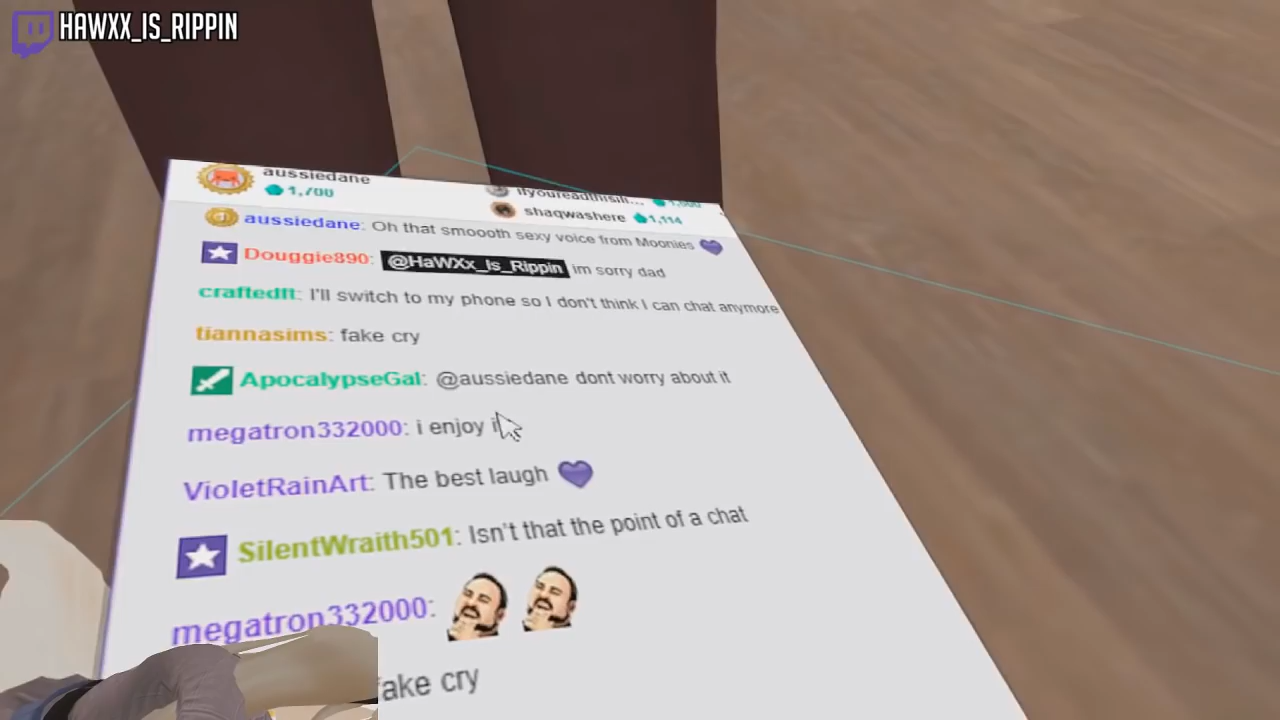 HAWXX_IS_RIPPIN
aussiedane
1,700
ifyoureadthisill...
shaqwashere 1,114
aussiedane: Oh that smoooth sexy voice from Moonies
Douggie890: @HaWXx_Is_Rippin im sorry dad
craftedft: I'll switch to my phone so I don't think I can chat anymore
tiannasims: fake cry
ApocalypseGal: @aussiedane dont worry about it
megatron332000: i enjoy
VioletRainArt: The best laugh
SilentWraith501: Isn't that the point of a chat
megatron332000:
fake cry